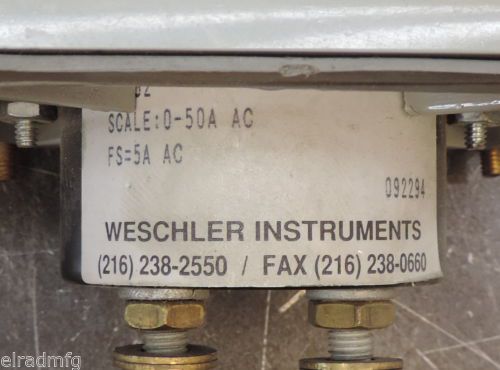 SCALE:0-50A AC
FS=5A AC
092294
WESCHLER INSTRUMENTS
(216) 238-2550 / FAX (216) 238-0660
elradmfg